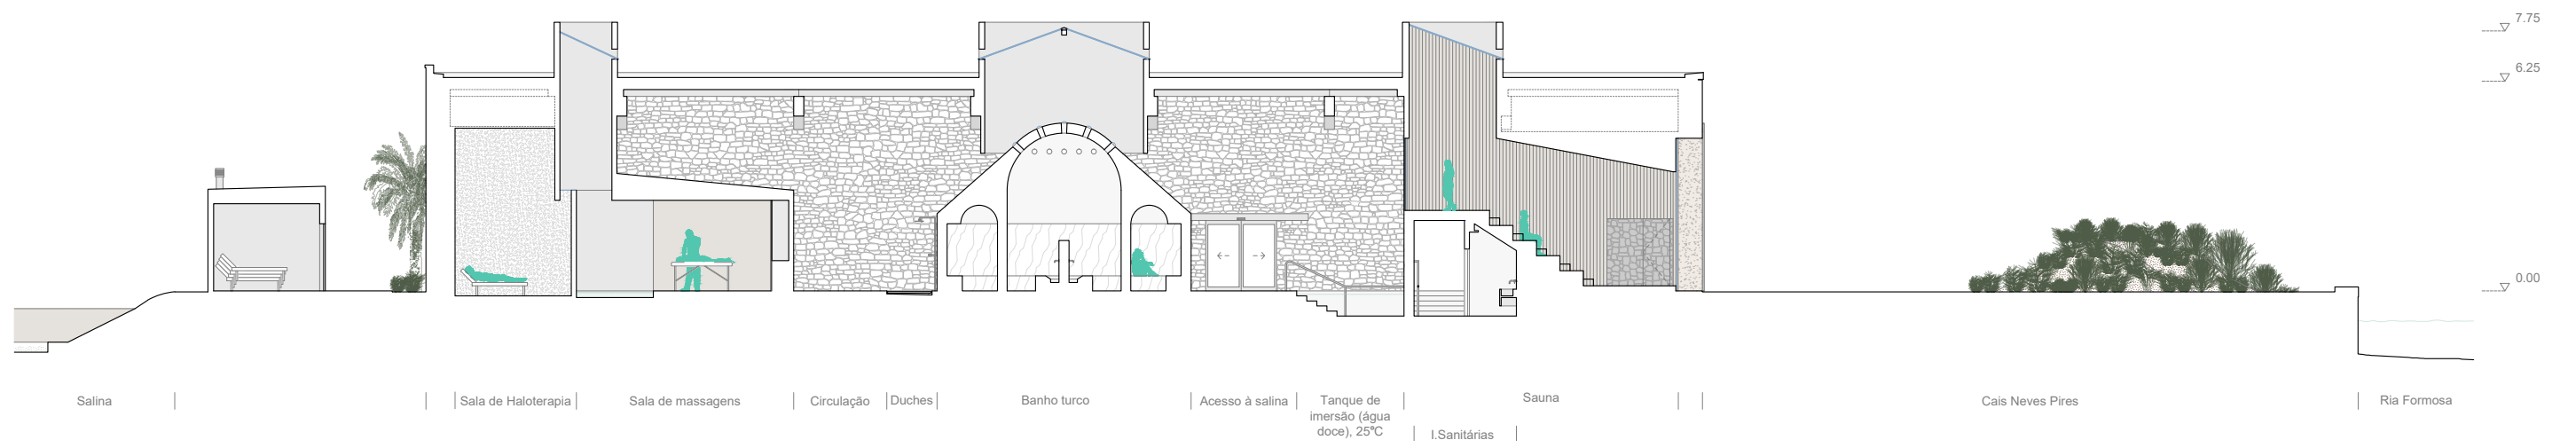 7.75
6.25
0.00
Salina
Sala de Haloterapia
Sala de massagens
Circulação
Duches
Banho turco
Acesso à salina
Tanque de
imersão (água
doce), 25°C
I.Sanitárias
Sauna
Cais Neves Pires
Ria Formosa